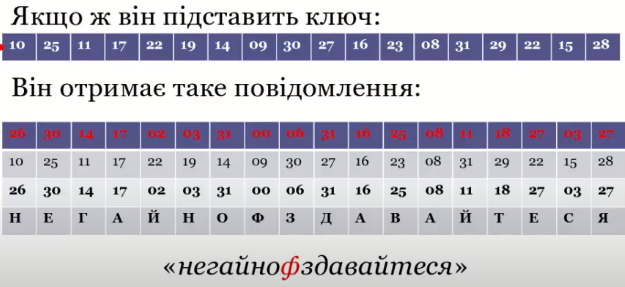 Якщо ж він підставить ключ:
10 25 11 17 22 19 14 09 30 27 16 23 08 31 29 22 15 28
Він отримає таке повідомлення:
26 30 14 17 02 03 31 00 06 31 16 25 08 11 18 27 03 27
10 25 11 17 22 19 14 09 30 27 16 23 08 31 29 22 15 28
26 30 14 17 02 03 31 00 06 31 16 25 08 11 18 27 03 27
Н Е Г А Й Н О Ф З Д А В А Й Т Е С Я
«негайнофздавайтеся»